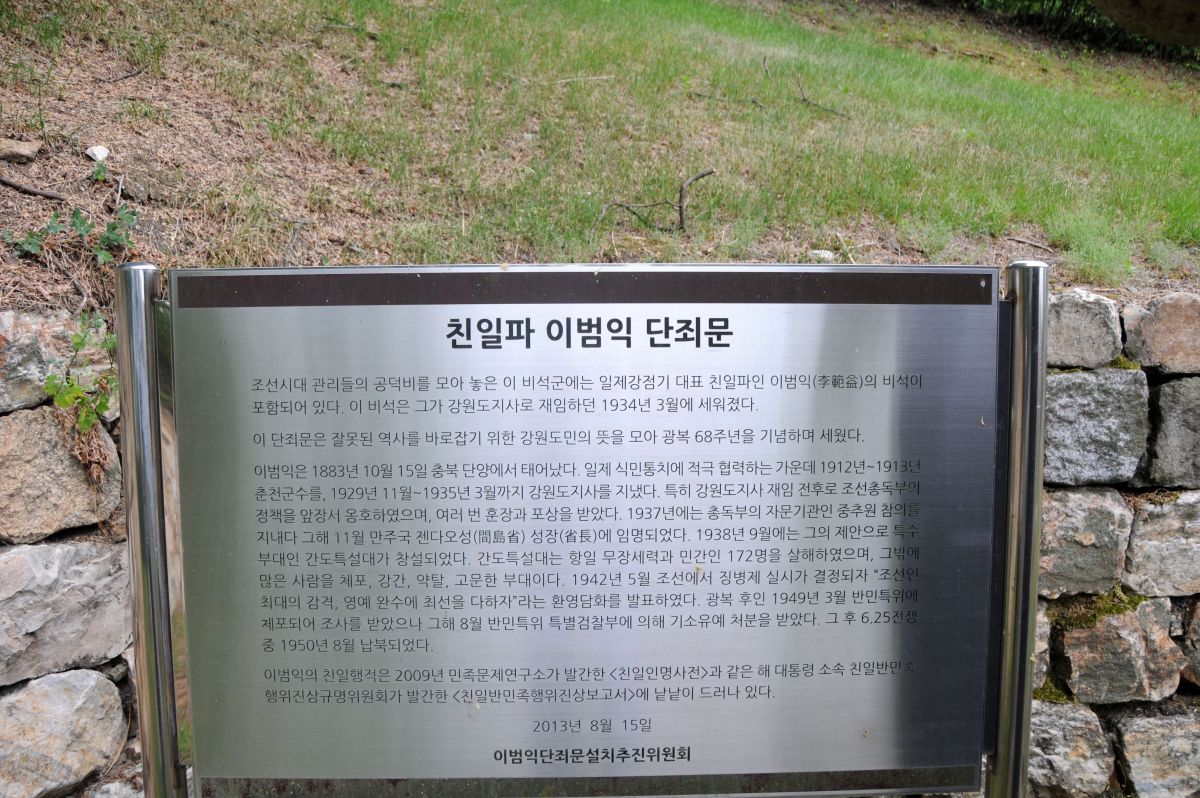 친일파 이범익 단죄문
조선시대 관리들의 공덕비를 모아 놓은 이 비석군에는 일제강점기 대표 친일파인 이범익(李範益)의 비석이
포함되어 있다. 이 비석은 그가 강원도지사로 재임하던 1934년 3월에 세워졌다.
이 단죄문은 잘못된 역사를 바로잡기 위한 강원도민의 뜻을 모아 광복 68주년을 기념하며 세웠다.
이범익은 1883년 10월 15일 충북 단양에서 태어났다. 일제 식민통치에 적극 협력하는 가운데 1912년~1913년
춘천군수를, 1929년 11월~1935년 3월까지 강원도지사를 지냈다. 특히 강원도지사 재임 전후로 조선총독부의
정책을 앞장서 옹호하였으며, 여러 번 훈장과 포상을 받았다. 1937년에는 총독부의 자문기관인 중추원 참의를
지내다 그해 11월 만주국 젠다오성(間島省) 성장(省長)에 임명되었다. 1938년 9월에는 그의 제안으로 특수
부대인 간도특설대가 창설되었다. 간도특설대는 항일 무장세력과 민간인 172명을 살해하였으며, 그밖에
많은 사람을 체포, 강간, 약탈, 고문한 부대이다. 1942년 5월 조선에서 징병제 실시가 결정되자 “조선인
최대의 감격, 영예 완수에 최선을 다하자”라는 환영담화를 발표하였다. 광복 후인 1949년 3월 반민특위에
체포되어 조사를 받았으나 그해 8월 반민특위 특별검찰부에 의해 기소유예 처분을 받았다. 그 후 6.25전쟁
중 1950년 8월 납북되었다.
이범익의 친일행적은 2009년 민족문제연구소가 발간한 <친일인명사전>과 같은 해 대통령 소속 친일반민족
행위진상규명위원회가 발간한 <친일반민족행위진상보고서>에 낱낱이 드러나 있다.
2013년 8월 15일
이범익단죄문설치추진위원회